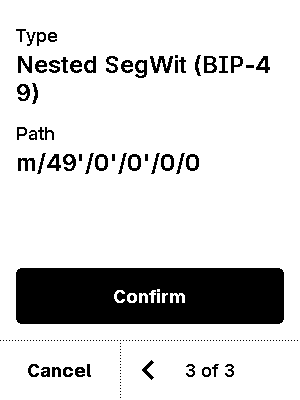 Type
Nested SegWit (BIP-4
9)
Path
m/49'/0'/0'/0/0
Confirm
Cancel
3 of 3